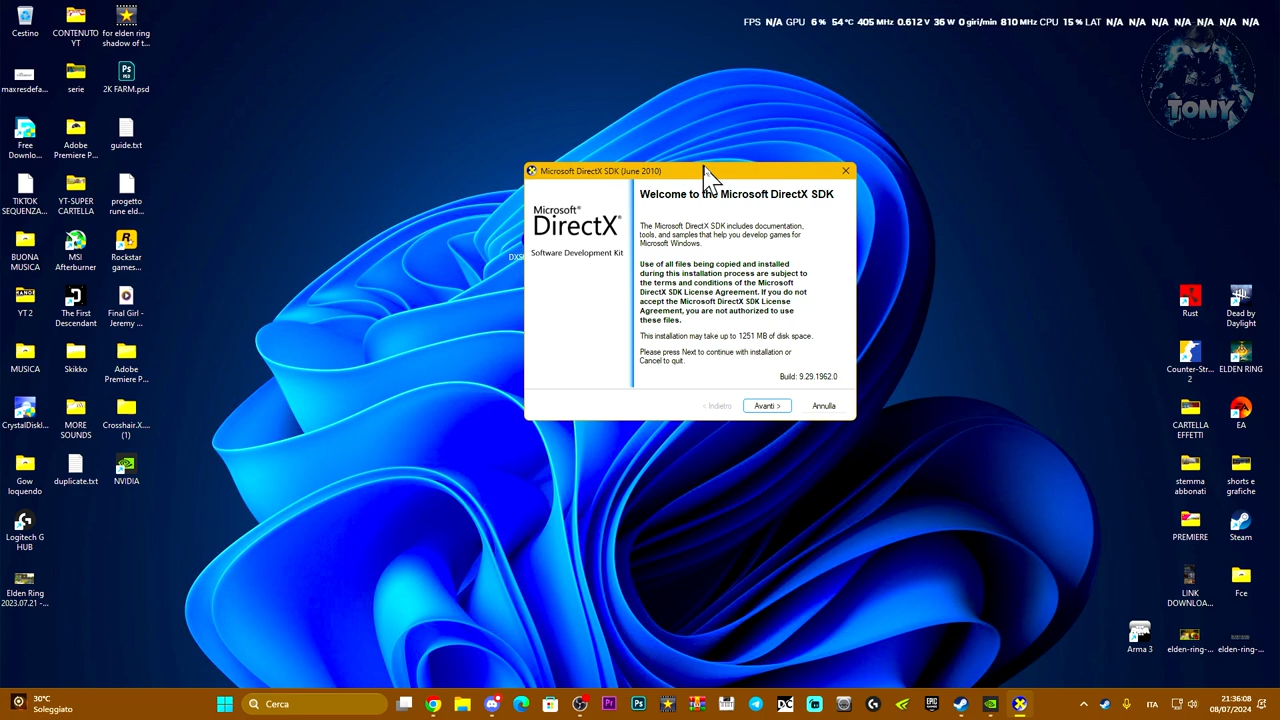 FPS N/A GPU 6 % 54 °C 405 MHz 0.612 V 36 W 0 giri/min 810 MHz CPU 15 % LAT N/A N/A N/A N/A N/A N/A N/A
TONY
Cestino
CONTENUTO YT
for elden ring shadow of t...
maxresdefa...
serie
2K FARM.psd
Free Downlo...
Adobe Premiere P...
guide.txt
TIKTOK SEQUENZA...
YT-SUPER CARTELLA
progetto rune eld...
BUONA MUSICA
MSI Afterburner
Rockstar games...
YT 2
The First Descendant
Final Girl - Jeremy ...
MUSICA
Skikko
Adobe Premiere P...
CrystalDiskI...
MORE SOUNDS
Crosshair.X.... (1)
Gow loquendo
duplicate.txt
NVIDIA
Logitech G HUB
Elden Ring 2023.07.21 -...
Microsoft DirectX SDK (June 2010)
Microsoft®
DirectX®
Software Development Kit
Welcome to the Microsoft DirectX SDK
The Microsoft DirectX SDK includes documentation,
tools, and samples that help you develop games for
Microsoft Windows.
Use of all files being copied and installed
during this installation process are subject to
the terms and conditions of the Microsoft
DirectX SDK License Agreement. If you do not
accept the Microsoft DirectX SDK License
Agreement, you are not authorized to use
these files.
This installation may take up to 1251 MB of disk space.
Please press Next to continue with installation or
Cancel to quit.
Build: 9.29.1962.0
< Indietro
Avanti >
Annulla
Rust
Dead by Daylight
Counter-Str... 2
ELDEN RING
CARTELLA EFFETTI
EA
stemma abbonati
shorts e grafiche
PREMIERE
Steam
LINK DOWNLOA...
Fce
Arma 3
elden-ring-...
elden-ring-...
30°C
Soleggiato
Cerca
ITA
21:36:08
08/07/2024